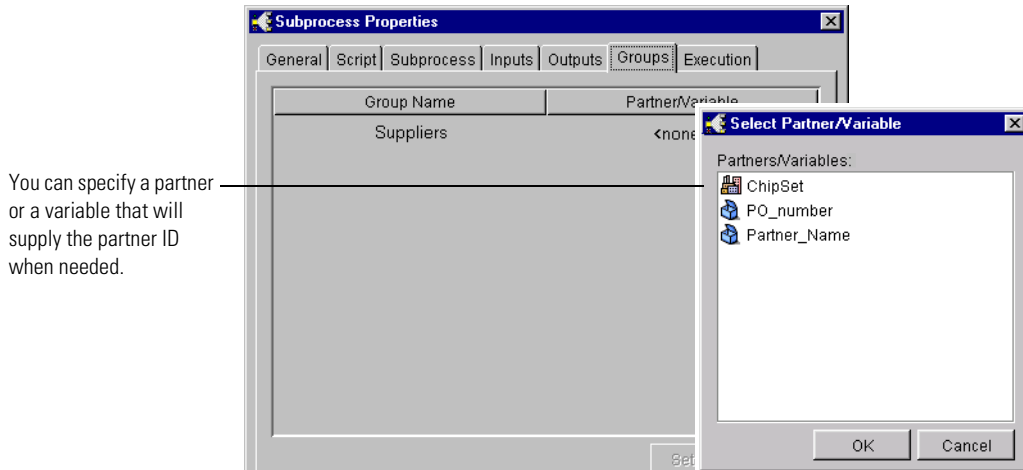 Subprocess Properties
General Script Subprocess Inputs Outputs Groups Execution
Group Name Partner/Variable
Suppliers <none
Select Partner/Variable
Partners/Variables:
ChipSet
PO_number
Partner_Name
You can specify a partner
or a variable that will
supply the partner ID
when needed.
OK Cancel
Set